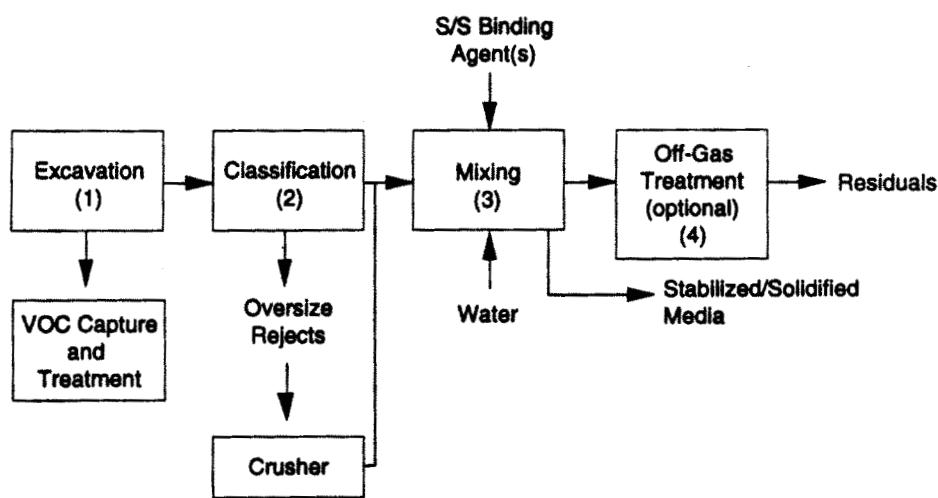 S/S Binding
Agent(s)
Excavation
(1)
Classification
(2)
Mixing
(3)
Off-Gas
Treatment
(optional)
(4)
Residuals
VOC Capture
and
Treatment
Oversize
Rejects
Water
Stabilized/Solidified
Media
Crusher